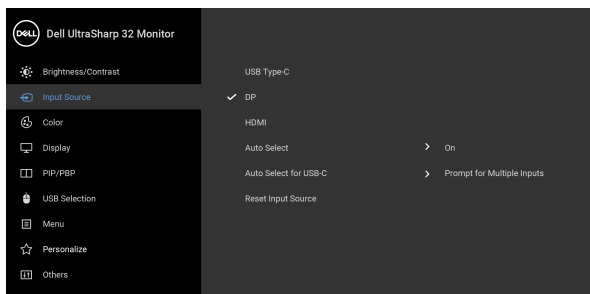 DELL Dell UltraSharp 32 Monitor
Brightness/Contrast
USB Type-C
Input Source
DP
Color
HDMI
Display
Auto Select
On
PIP/PBP
Auto Select for USB-C
Prompt for Multiple Inputs
USB Selection
Reset Input Source
Menu
Personalize
Others